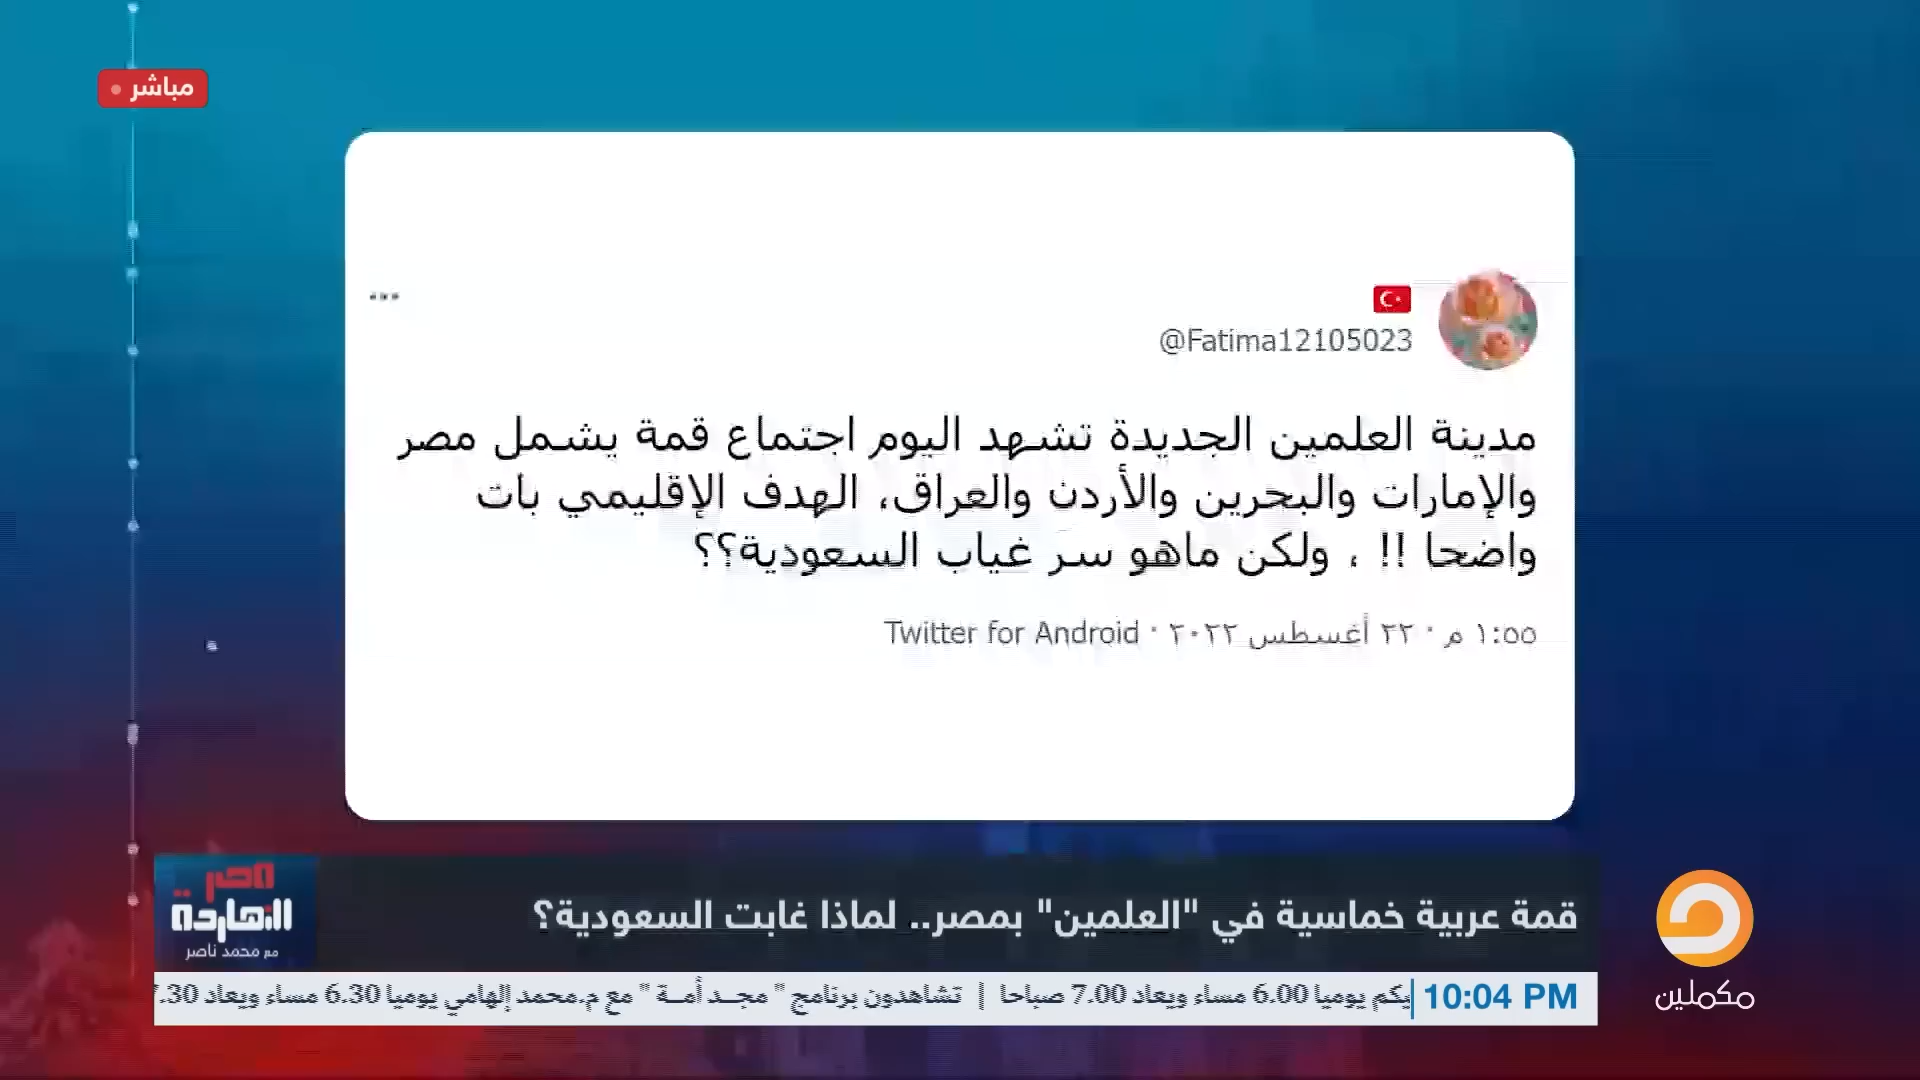 مباشر
@Fatima12105023
مدينة العلمين الجديدة تشهد اليوم اجتماع قمة يشمل مصر
والإمارات والبحرين والأردن والعراق، الهدف الإقليمي بات
واضحا !! ، ولكن ماهو سر غياب السعودية؟؟
١:٥٥ م · ٢٢ أغسطس ٢٠٢٢ · Twitter for Android
قمة عربية خماسية في "العلمين" بمصر.. لماذا غابت السعودية؟
مصر
النهاردة
مع محمد ناصر
10:04 PM
يكم يوميا 6.00 مساء ويعاد 7.00 صباحا | تشاهدون برنامج " مجـد أمـة " مع م.محمد إلهامي يوميا 6.30 مساء ويعاد 7.30
مكملين